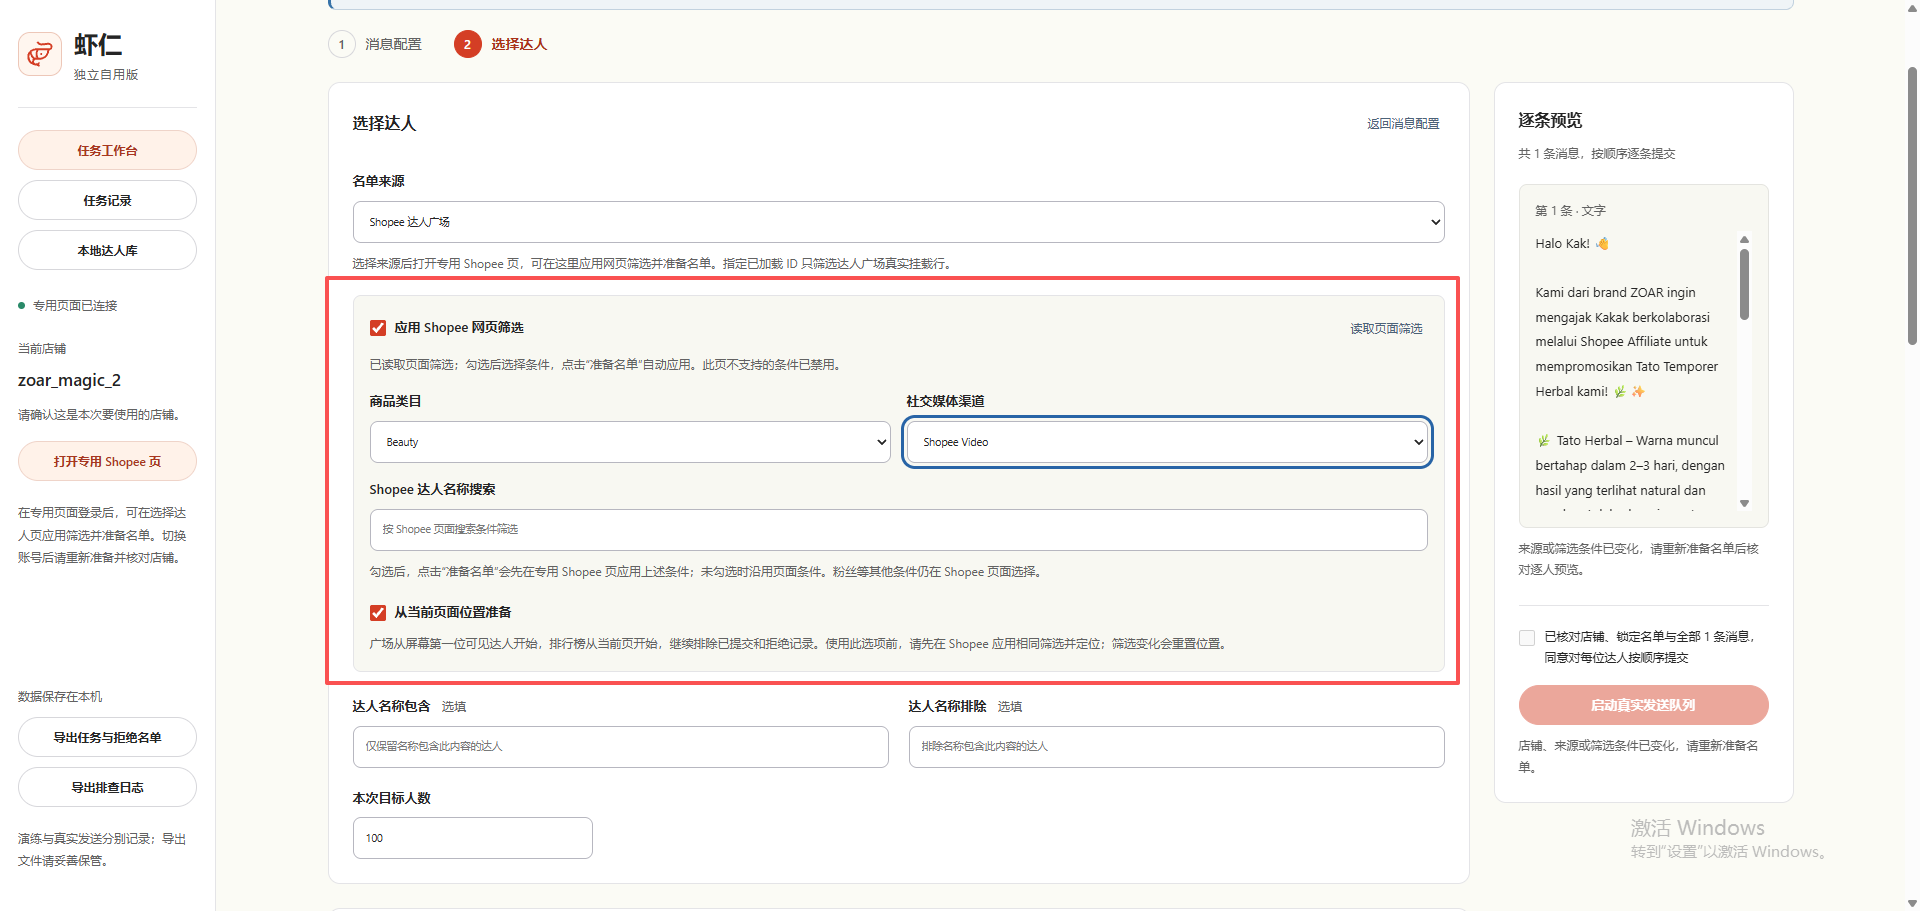 虾仁
独立自用版
任务工作台
任务记录
本地达人库
专用页面已连接
当前店铺
zoar_magic_2
请确认这是本次要使用的店铺。
打开专用 Shopee 页
在专用页面登录后，可在选择达
人页应用筛选并准备名单。切换
账号后请重新准备并核对店铺。
数据保存在本机
导出任务与拒绝名单
导出排查日志
演练与真实发送分别记录；导出
文件请妥善保管。
1 消息配置 2 选择达人
选择达人
返回消息配置
名单来源
Shopee 达人广场
选择来源后打开专用 Shopee 页，可在这里应用网页筛选并准备名单。指定已加载 ID 只筛选达人广场真实挂载行。
应用 Shopee 网页筛选
读取页面筛选
已读取页面筛选；勾选后选择条件，点击“准备名单”自动应用。此页不支持的条件已禁用。
商品类目
社交媒体渠道
Beauty
Shopee Video
Shopee 达人名称搜索
按 Shopee 页面搜索条件筛选
勾选后，点击“准备名单”会先在专用 Shopee 页应用上述条件；未勾选时沿用页面条件。粉丝等其他条件仍在 Shopee 页面选择。
从当前页面位置准备
广场从屏幕第一位可见达人开始，排行榜从当前页开始，继续排除已提交和拒绝记录。使用此选项前，请先在 Shopee 应用相同筛选并定位；筛选变化会重置位置。
达人名称包含 选填
达人名称排除 选填
仅保留名称包含此内容的达人
排除名称包含此内容的达人
本次目标人数
100
逐条预览
共 1 条消息，按顺序逐条提交
第 1 条 · 文字
Halo Kak! 👋
Kami dari brand ZOAR ingin
mengajak Kakak berkolaborasi
melalui Shopee Affiliate untuk
mempromosikan Tato Temporer
Herbal kami! 🌿 ✨
🌿 Tato Herbal – Warna muncul
bertahap dalam 2–3 hari, dengan
hasil yang terlihat natural dan
来源或筛选条件已变化，请重新准备名单后核
对逐人预览。
已核对店铺、锁定名单与全部 1 条消息，
同意对每位达人按顺序提交
启动真实发送队列
店铺、来源或筛选条件已变化，请重新准备名
单。
激活 Windows
转到“设置”以激活 Windows。